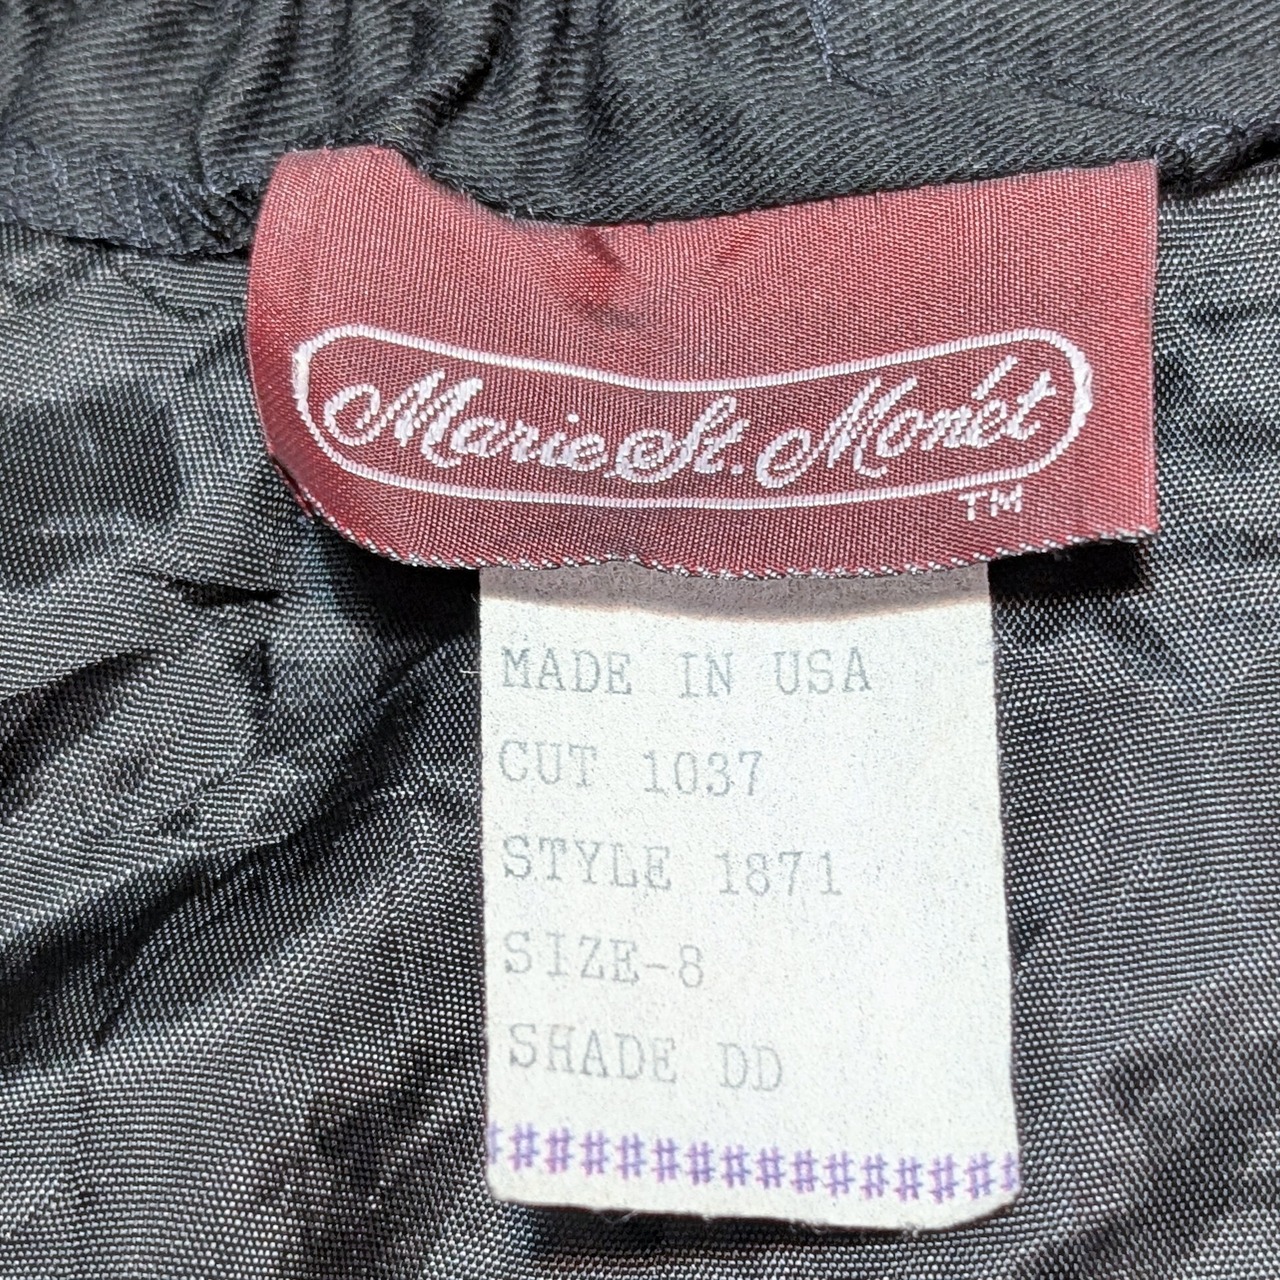 Marie St. Monét
TM
MADE IN USA
CUT 1037
STYLE 1871
SIZE-8
SHADE DD
###############